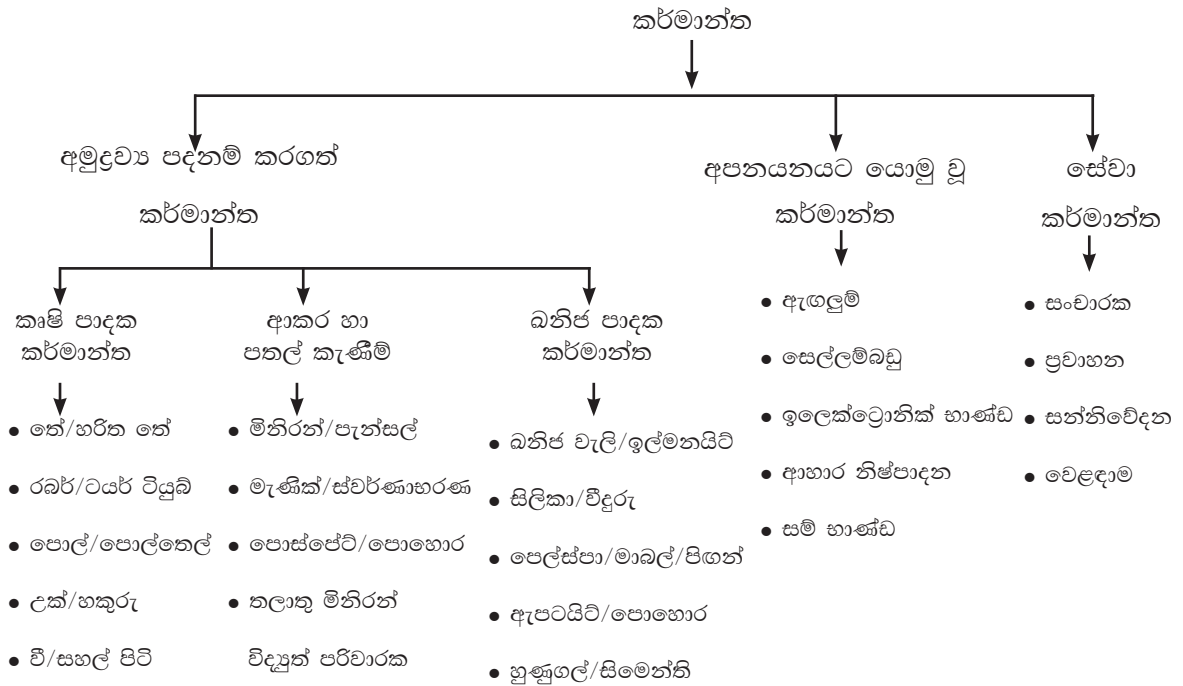 කර්මාන්ත
අමුද්‍රව්‍ය පදනම් කරගත්
කර්මාන්ත
කෘෂි පාදක
කර්මාන්ත
● තේ/හරිත තේ
● රබර්/ටයර් ටියුබ්
● පොල්/පොල්තෙල්
● උක්/හකුරු
● වී/සහල් පිටි
ආකර හා
පතල් කැණීම්
● මිනිරන්/පැන්සල්
● මැණික්/ස්වර්ණාභරණ
● පොස්පේට්/පොහොර
● තලාතු මිනිරන්
විද්‍යුත් පරිවාරක
ඛනිජ පාදක
කර්මාන්ත
● ඛනිජ වැලි/ඉල්මනයිට්
● සිලිකා/වීදුරු
● පෙල්ස්පා/මාබල්/පිඟන්
● ඇපටයිට්/පොහොර
● හුණුගල්/සිමෙන්ති
අපනයනයට යොමු වූ
කර්මාන්ත
● ඇඟලුම්
● සෙල්ලම්බඩු
● ඉලෙක්ට්‍රොනික් භාණ්ඩ
● ආහාර නිෂ්පාදන
● සම් භාණ්ඩ
සේවා
කර්මාන්ත
● සංචාරක
● ප්‍රවාහන
● සන්නිවේදන
● වෙළඳාම